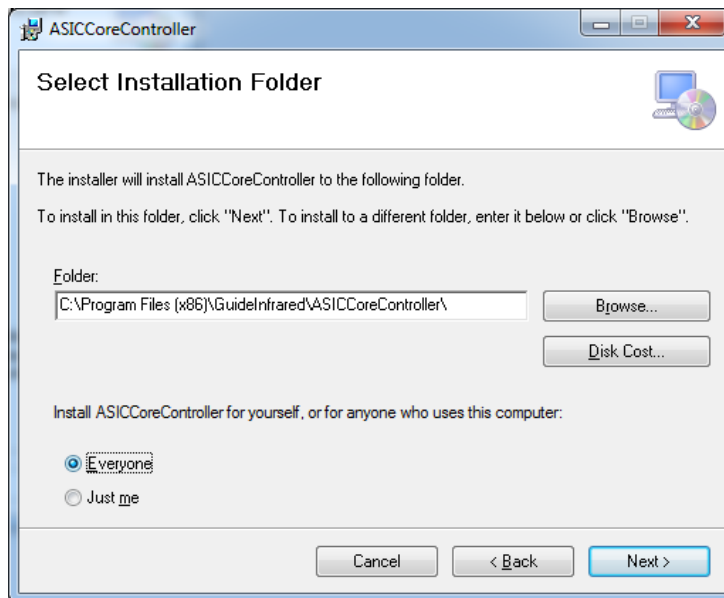 ASICCoreController
Select Installation Folder
The installer will install ASICCoreController to the following folder.
To install in this folder, click "Next". To install to a different folder, enter it below or click "Browse".
Folder:
C:\Program Files (x86)\GuideInfrared\ASICCoreController\
Browse...
Disk Cost...
Install ASICCoreController for yourself, or for anyone who uses this computer:
Everyone
Just me
Cancel
< Back
Next >